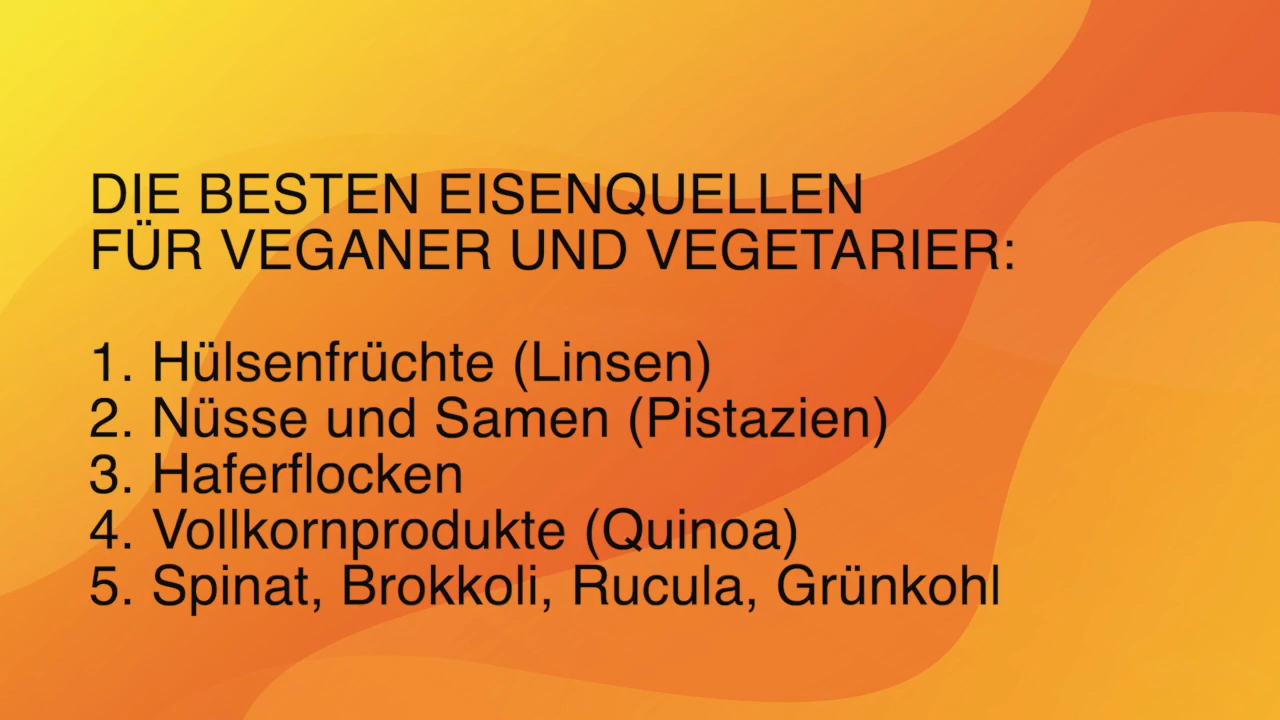 DIE BESTEN EISENQUELLEN
FÜR VEGANER UND VEGETARIER:
1. Hülsenfrüchte (Linsen)
2. Nüsse und Samen (Pistazien)
3. Haferflocken
4. Vollkornprodukte (Quinoa)
5. Spinat, Brokkoli, Rucula, Grünkohl